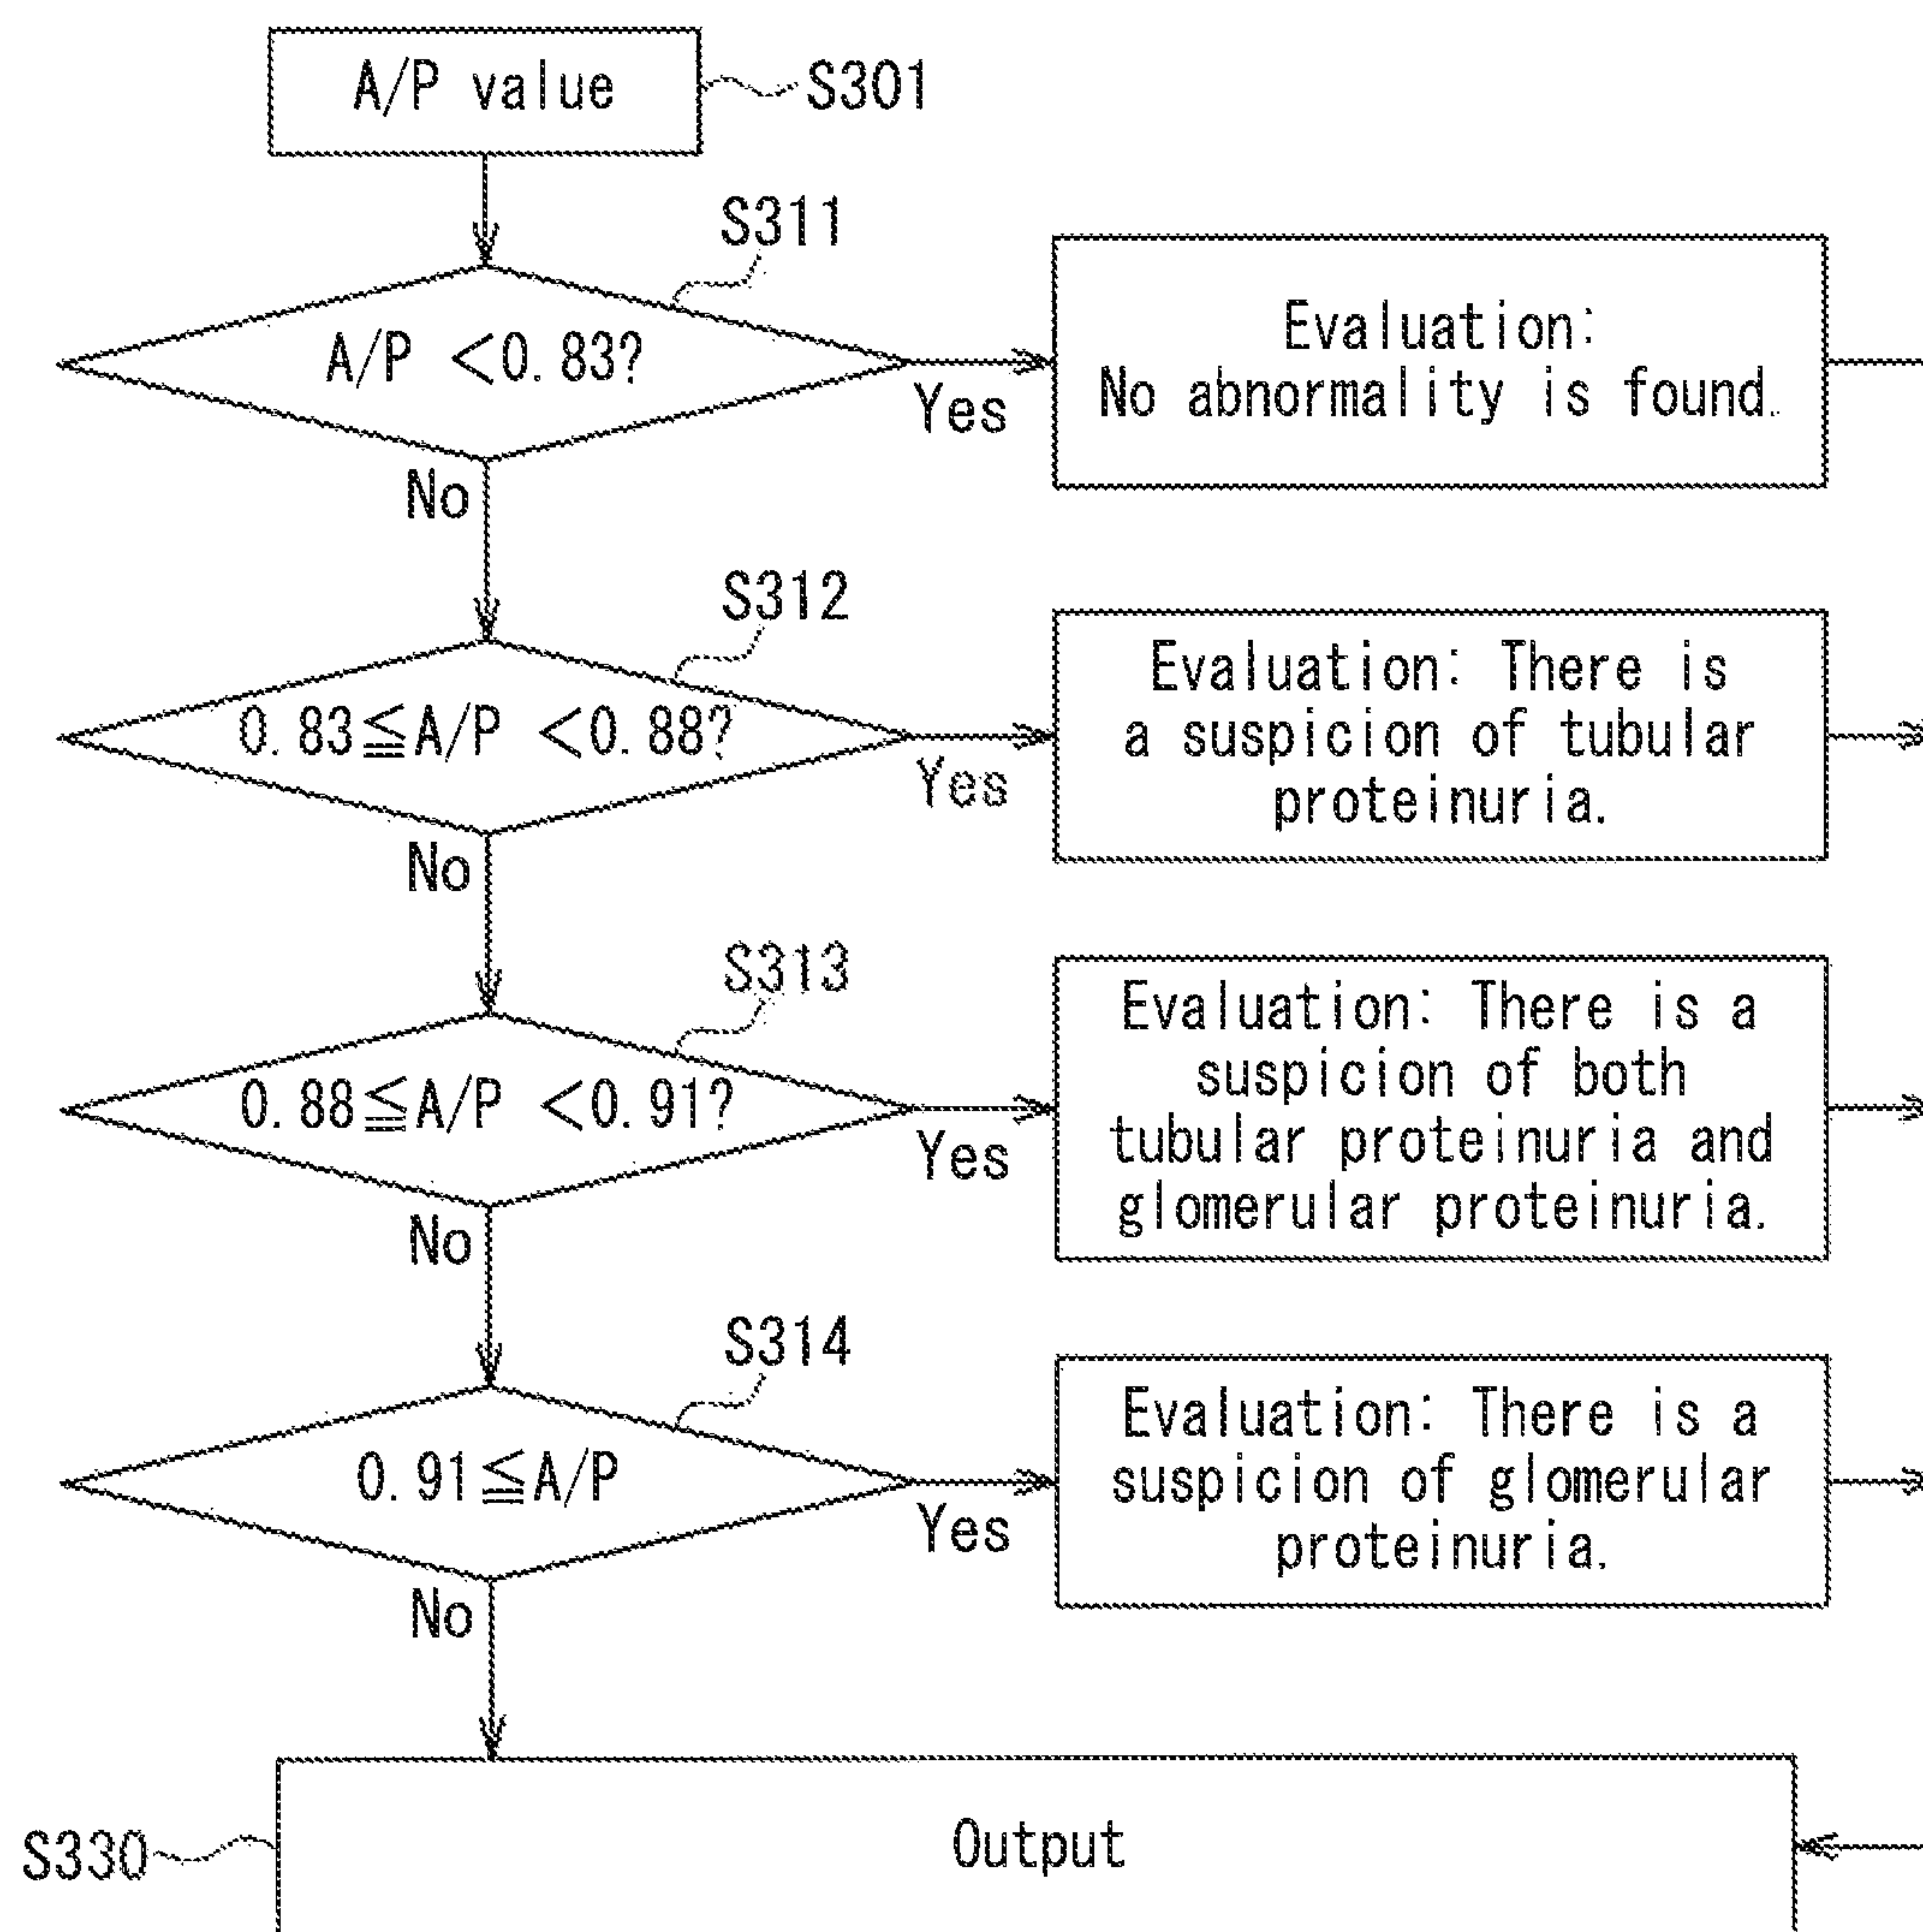 A/P value
S301
S311
A/P <0.83?
Yes
No
Evaluation:
No abnormality is found.
S312
0.83≦A/P <0.88?
Yes
No
Evaluation: There is
a suspicion of tubular
proteinuria.
S313
0.88≦A/P <0.91?
Yes
No
Evaluation: There is a
suspicion of both
tubular proteinuria and
glomerular proteinuria.
S314
0.91≦A/P
Yes
No
Evaluation: There is a
suspicion of glomerular
proteinuria.
S330
Output